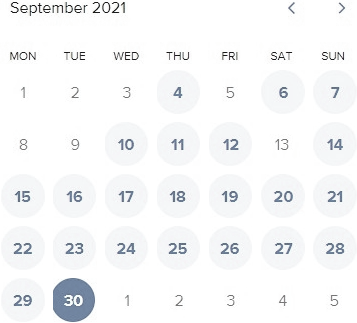 September 2021
MON TUE WED THU FRI SAT SUN
1 2 3 4 5 6 7
8 9 10 11 12 13 14
15 16 17 18 19 20 21
22 23 24 25 26 27 28
29 30 1 2 3 4 5